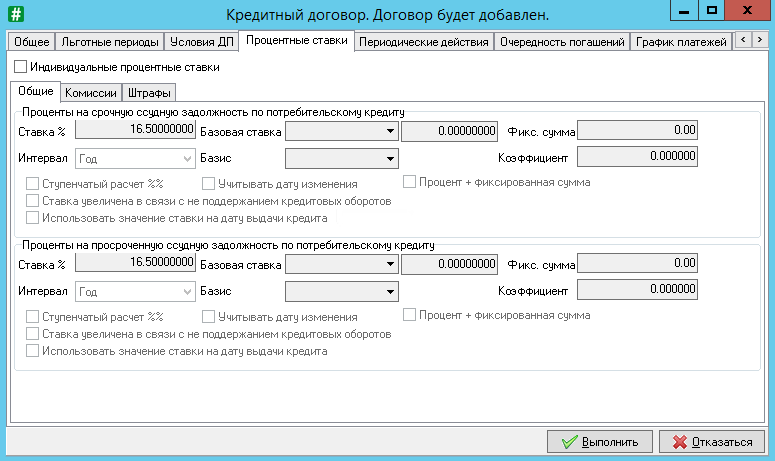 # Кредитный договор. Договор будет добавлен.
Общее Льготные периоды Условия ДП Процентные ставки Периодические действия Очередность погашений График платежей
Индивидуальные процентные ставки
Общие Комиссии Штрафы
Проценты на срочную ссудную задолжность по потребительскому кредиту
Ставка % 16.50000000 Базовая ставка 0.00000000 Фикс. сумма 0.00
Интервал Год Базис Коэффициент 0.000000
Ступенчатый расчет %% Учитывать дату изменения Процент + фиксированная сумма
Ставка увеличена в связи с не поддержанием кредитовых оборотов
Использовать значение ставки на дату выдачи кредита
Проценты на просроченную ссудную задолжность по потребительскому кредиту
Ставка % 16.50000000 Базовая ставка 0.00000000 Фикс. сумма 0.00
Интервал Год Базис Коэффициент 0.000000
Ступенчатый расчет %% Учитывать дату изменения Процент + фиксированная сумма
Ставка увеличена в связи с не поддержанием кредитовых оборотов
Использовать значение ставки на дату выдачи кредита
Выполнить Отказаться